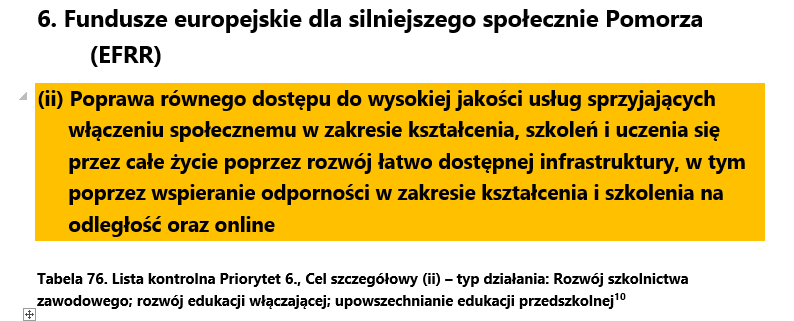 6. Fundusze europejskie dla silniejszego społecznie Pomorza
(EFRR)
(ii) Poprawa równego dostępu do wysokiej jakości usług sprzyjających
włączeniu społecznemu w zakresie kształcenia, szkoleń i uczenia się
przez całe życie poprzez rozwój łatwo dostępnej infrastruktury, w tym
poprzez wspieranie odporności w zakresie kształcenia i szkolenia na
odległość oraz online
Tabela 76. Lista kontrolna Priorytet 6., Cel szczegółowy (ii) – typ działania: Rozwój szkolnictwa
zawodowego; rozwój edukacji włączającej; upowszechnianie edukacji przedszkolnej¹⁰